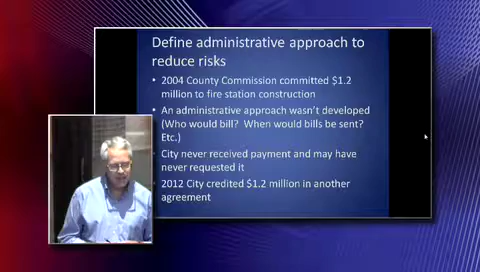 Define administrative approach to
reduce risks
• 2004 County Commission committed $1.2
million to fire station construction
• An administrative approach wasn't developed
(Who would bill? When would bills be sent?
Etc.)
• City never received payment and may have
never requested it
• 2012 City credited $1.2 million in another
agreement